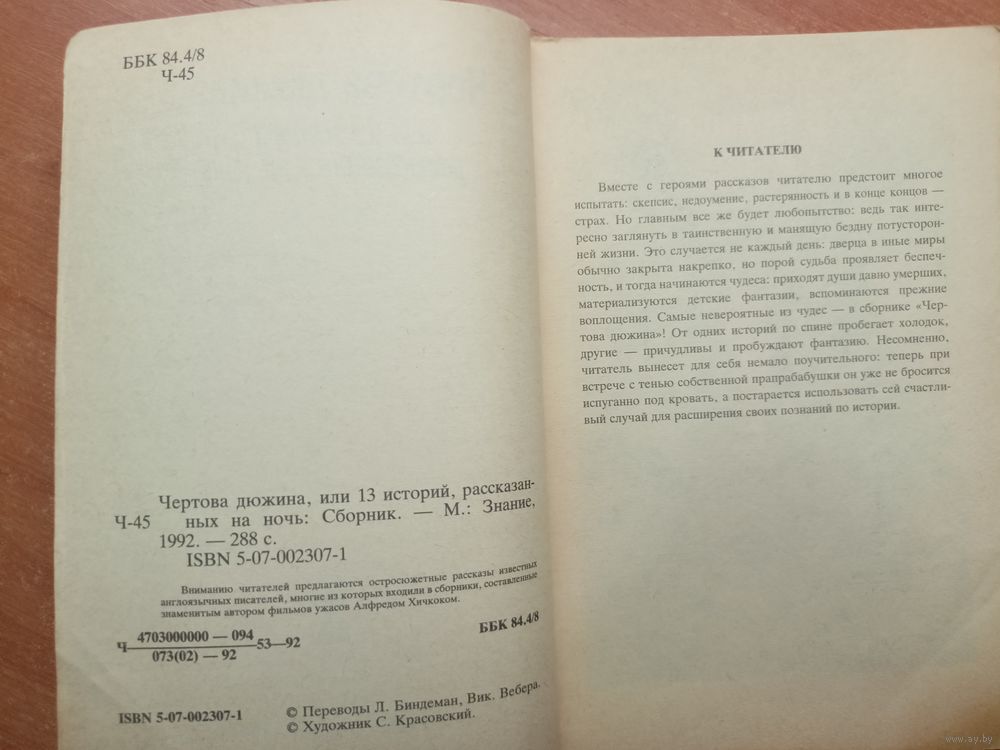 ББК 84.4/8
Ч-45
Чертова дюжина, или 13 историй, рассказан-
Ч-45 ных на ночь: Сборник. — М.: Знание,
1992. — 288 с.
ISBN 5-07-002307-1
Вниманию читателей предлагаются остросюжетные рассказы известных
англоязычных писателей, многие из которых входили в сборники, составленные
знаменитым автором фильмов ужасов Алфредом Хичкоком.
4703000000 — 094
Ч 53—92
073(02) — 92
ББК 84.4/8
ISBN 5-07-002307-1
© Переводы Л. Биндеман, Вик. Вебера.
© Художник С. Красовский.
К ЧИТАТЕЛЮ
Вместе с героями рассказов читателю предстоит многое
испытать: скепсис, недоумение, растерянность и в конце концов —
страх. Но главным все же будет любопытство: ведь так инте-
ресно заглянуть в таинственную и манящую бездну потусторон-
ней жизни. Это случается не каждый день: дверца в иные миры
обычно закрыта накрепко, но порой судьба проявляет беспеч-
ность, и тогда начинаются чудеса: приходят души давно умерших,
материализуются детские фантазии, вспоминаются прежние
воплощения. Самые невероятные из чудес — в сборнике «Чер-
това дюжина»! От одних историй по спине пробегает холодок,
другие — причудливы и пробуждают фантазию. Несомненно,
читатель вынесет для себя немало поучительного: теперь при
встрече с тенью собственной прапрабабушки он уже не бросится
испуганно под кровать, а постарается использовать сей счастли-
вый случай для расширения своих познаний по истории.
www.ay.by